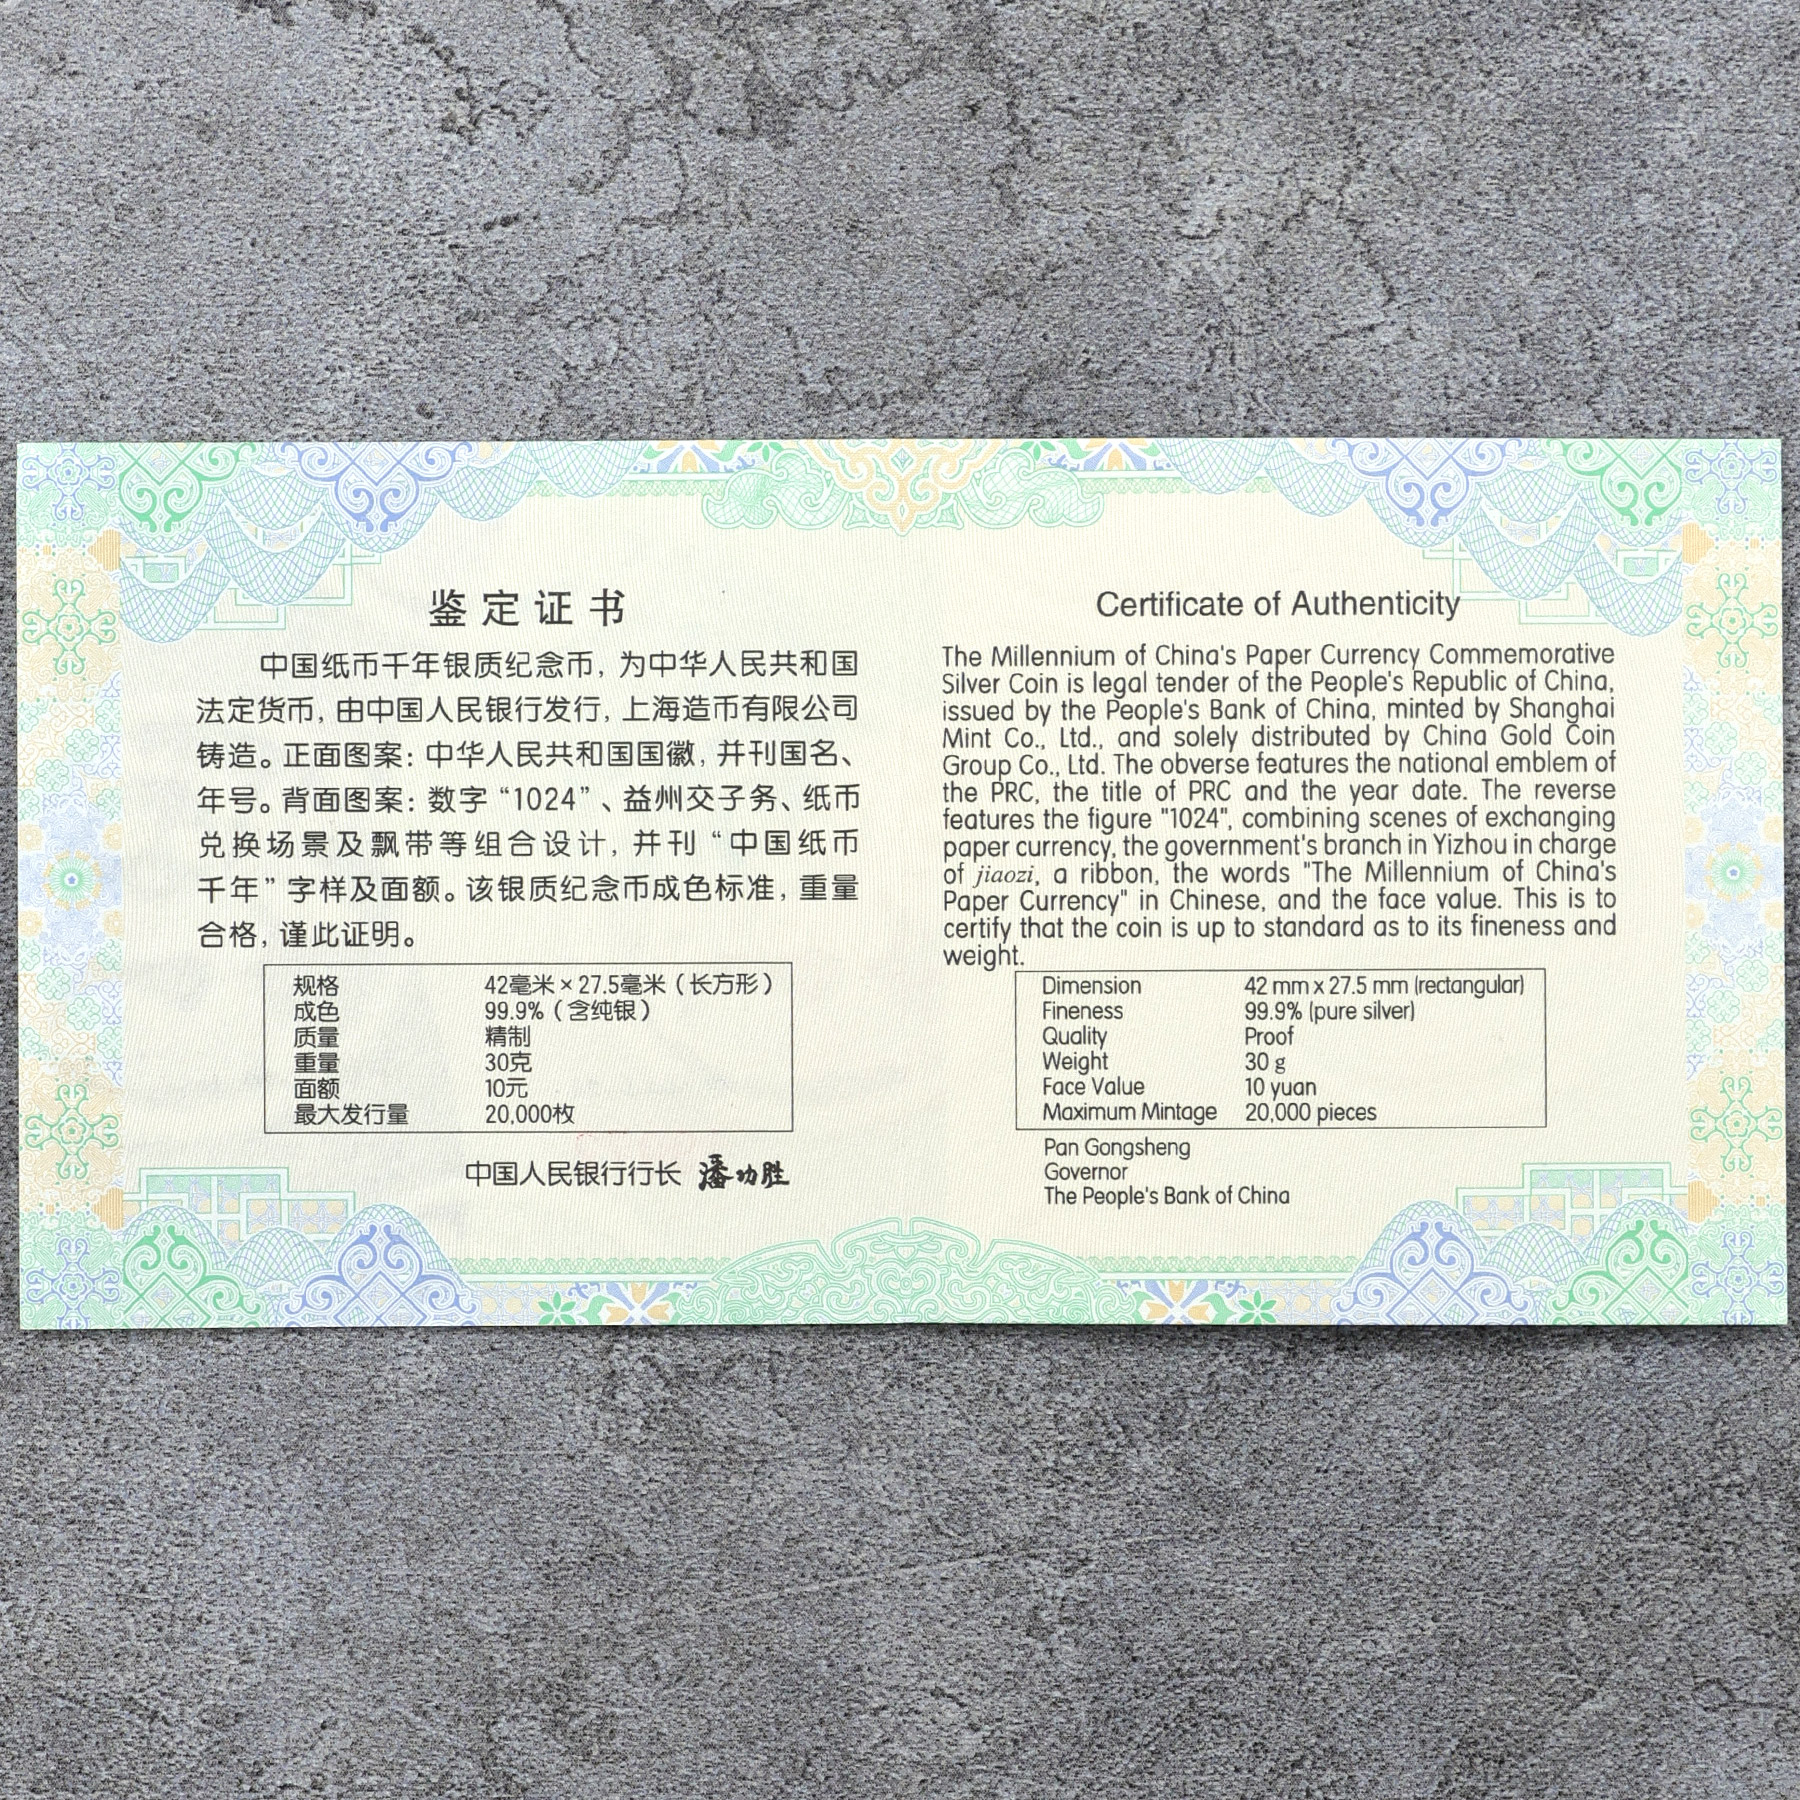 鉴定证书
中国纸币千年银质纪念币，为中华人民共和国
法定货币，由中国人民银行发行，上海造币有限公司
铸造。正面图案：中华人民共和国国徽，并刊国名、
年号。背面图案：数字“1024”、益州交子务、纸币
兑换场景及飘带等组合设计，并刊“中国纸币
千年”字样及面额。该银质纪念币成色标准，重量
合格，谨此证明。
规格 42毫米×27.5毫米（长方形）
成色 99.9%（含纯银）
质量 精制
重量 30克
面额 10元
最大发行量 20,000枚
中国人民银行行长 潘功胜
Certificate of Authenticity
The Millennium of China's Paper Currency Commemorative
Silver Coin is legal tender of the People's Republic of China,
issued by the People's Bank of China, minted by Shanghai
Mint Co., Ltd., and solely distributed by China Gold Coin
Group Co., Ltd. The obverse features the national emblem of
the PRC, the title of PRC and the year date. The reverse
features the figure "1024", combining scenes of exchanging
paper currency, the government's branch in Yizhou in charge
of jiaozi, a ribbon, the words "The Millennium of China's
Paper Currency" in Chinese, and the face value. This is to
certify that the coin is up to standard as to its fineness and
weight.
Dimension 42 mm x 27.5 mm (rectangular)
Fineness 99.9% (pure silver)
Quality Proof
Weight 30 g
Face Value 10 yuan
Maximum Mintage 20,000 pieces
Pan Gongsheng
Governor
The People's Bank of China